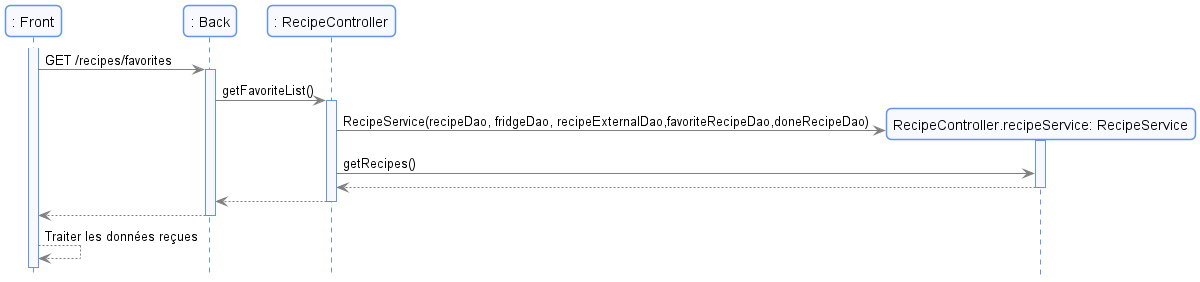 : Front
: Back
: RecipeController
GET /recipes/favorites
getFavoriteList()
RecipeService(recipeDao, fridgeDao, recipeExternalDao,favoriteRecipeDao,doneRecipeDao)
RecipeController.recipeService: RecipeService
getRecipes()
Traiter les données reçues